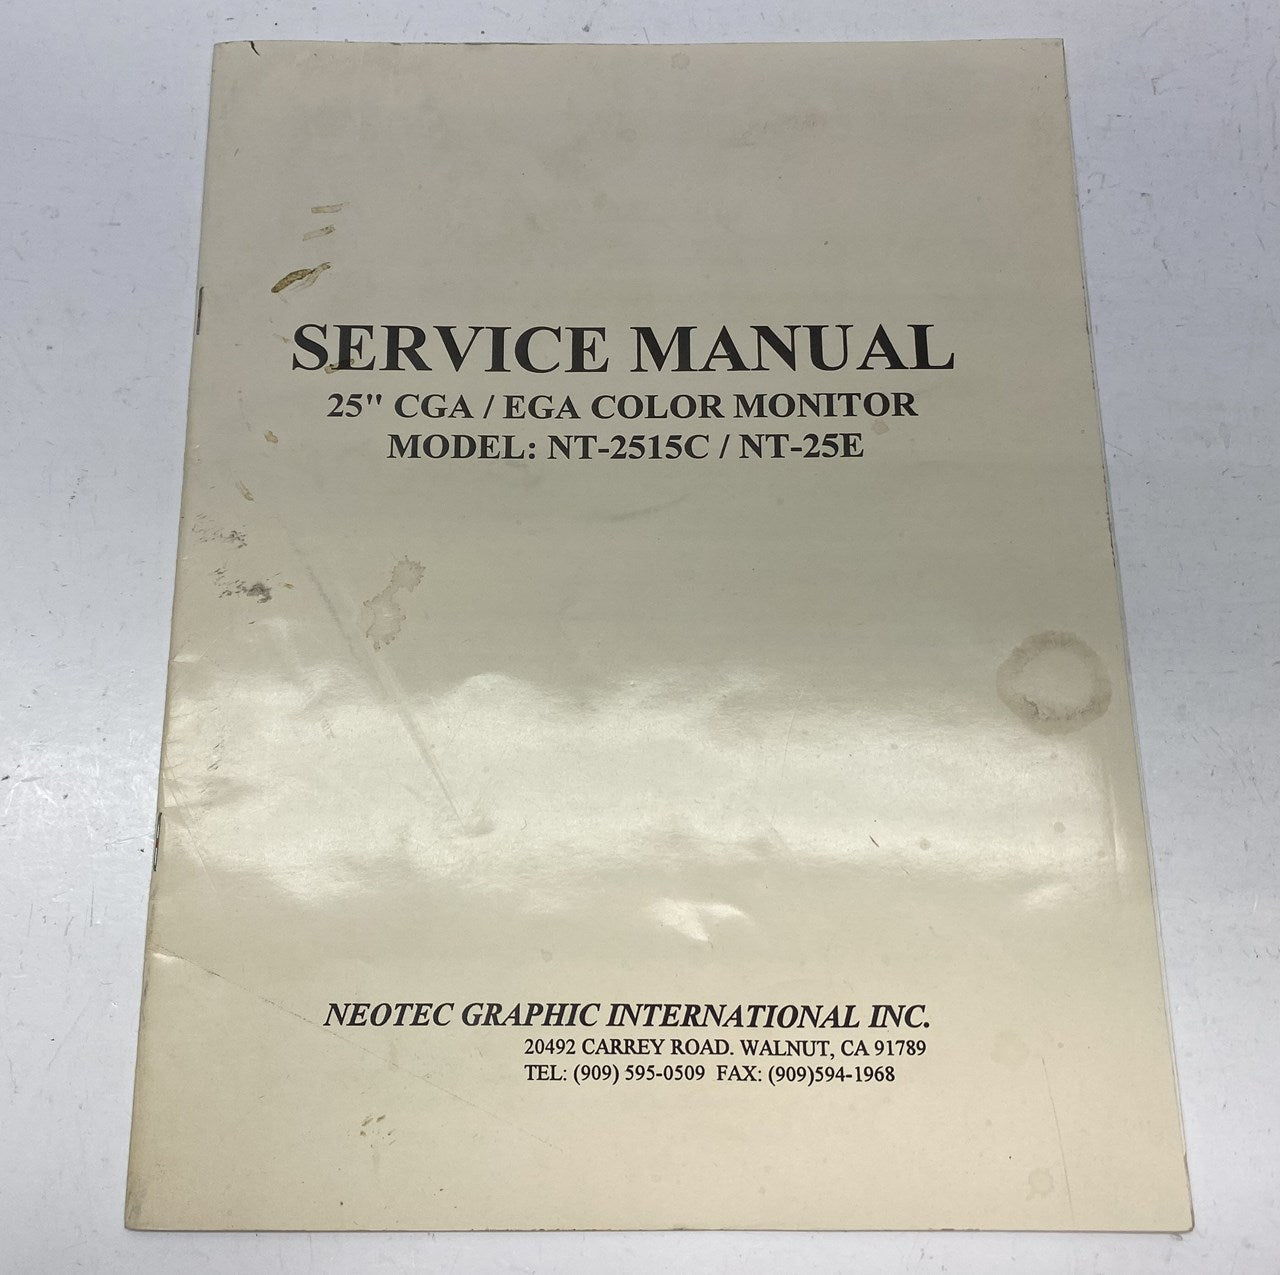 SERVICE MANUAL
25" CGA / EGA COLOR MONITOR
MODEL: NT-2515C / NT-25E
NEOTEC GRAPHIC INTERNATIONAL INC.
20492 CARREY ROAD. WALNUT, CA 91789
TEL: (909) 595-0509 FAX: (909)594-1968